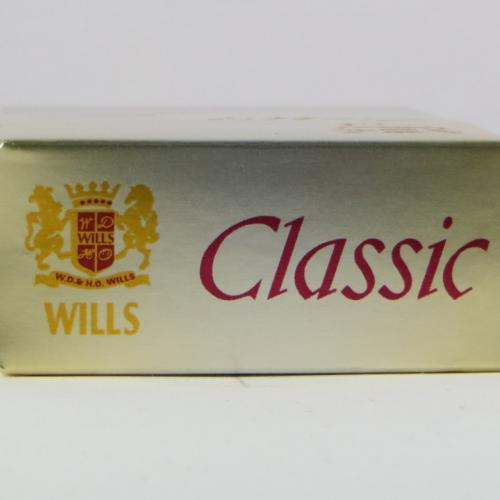 W D
WILLS
H O
W.D. & H.O. WILLS
WILLS
Classic